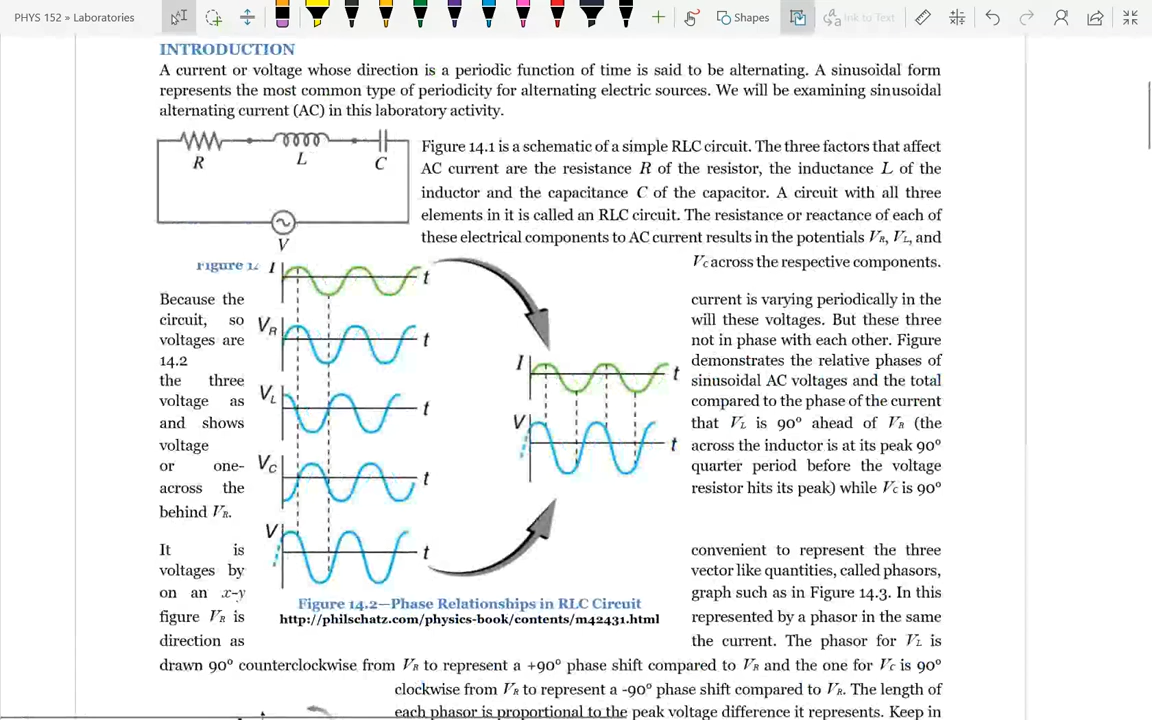 PHYS 152 » Laboratories
Shapes
Ink to Text
INTRODUCTION
A current or voltage whose direction is a periodic function of time is said to be alternating. A sinusoidal form
represents the most common type of periodicity for alternating electric sources. We will be examining sinusoidal
alternating current (AC) in this laboratory activity.
R
L
C
V
Figure 14.1 is a schematic of a simple RLC circuit. The three factors that affect
AC current are the resistance R of the resistor, the inductance L of the
inductor and the capacitance C of the capacitor. A circuit with all three
elements in it is called an RLC circuit. The resistance or reactance of each of
these electrical components to AC current results in the potentials VR, VL, and
VC across the respective components.
Figure 1
I
t
VR
t
VL
t
VC
t
V
t
I
t
V
t
Because the
circuit, so
voltages are
14.2
the three
voltage as
and shows
voltage
or one-
across the
behind VR.
current is varying periodically in the
will these voltages. But these three
not in phase with each other. Figure
demonstrates the relative phases of
sinusoidal AC voltages and the total
compared to the phase of the current
that VL is 90° ahead of VR (the
across the inductor is at its peak 90°
quarter period before the voltage
resistor hits its peak) while VC is 90°
Figure 14.2—Phase Relationships in RLC Circuit
http://philschatz.com/physics-book/contents/m42431.html
It is
voltages by
on an x-y
figure VR is
direction as
convenient to represent the three
vector like quantities, called phasors,
graph such as in Figure 14.3. In this
represented by a phasor in the same
the current. The phasor for VL is
drawn 90° counterclockwise from VR to represent a +90° phase shift compared to VR and the one for VC is 90°
clockwise from VR to represent a -90° phase shift compared to VR. The length of
each phasor is proportional to the peak voltage difference it represents. Keep in